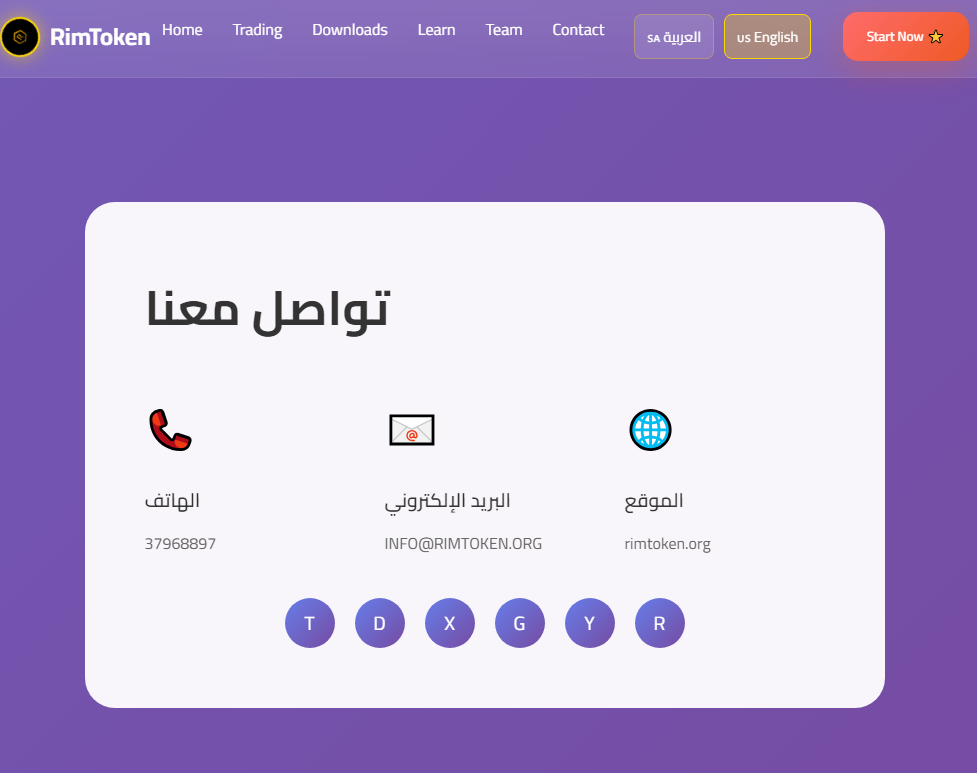 RimToken
Home
Trading
Downloads
Learn
Team
Contact
SA العربية
US English
Start Now
تواصل معنا
الهاتف
37968897
البريد الإلكتروني
INFO@RIMTOKEN.ORG
الموقع
rimtoken.org
T D X G Y R